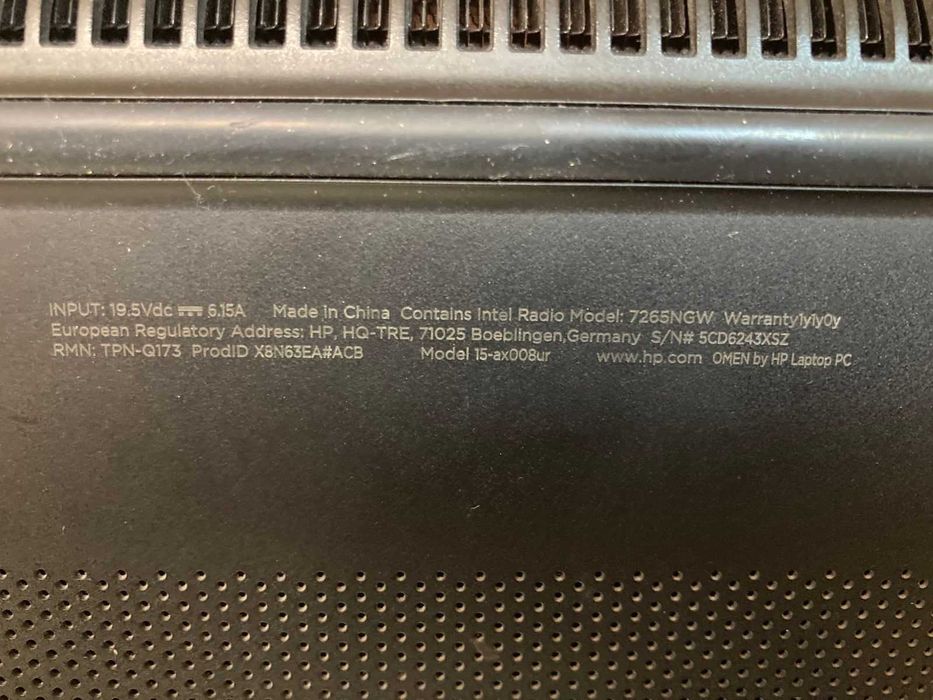 INPUT: 19.5Vdc ⎓ 6.15A Made in China Contains Intel Radio Model: 7265NGW Warranty1y1y0y
European Regulatory Address: HP, HQ-TRE, 71025 Boeblingen,Germany S/N# 5CD6243XSZ
RMN: TPN-Q173 ProdID X8N63EA#ACB Model 15-ax008ur www.hp.com OMEN by HP Laptop PC